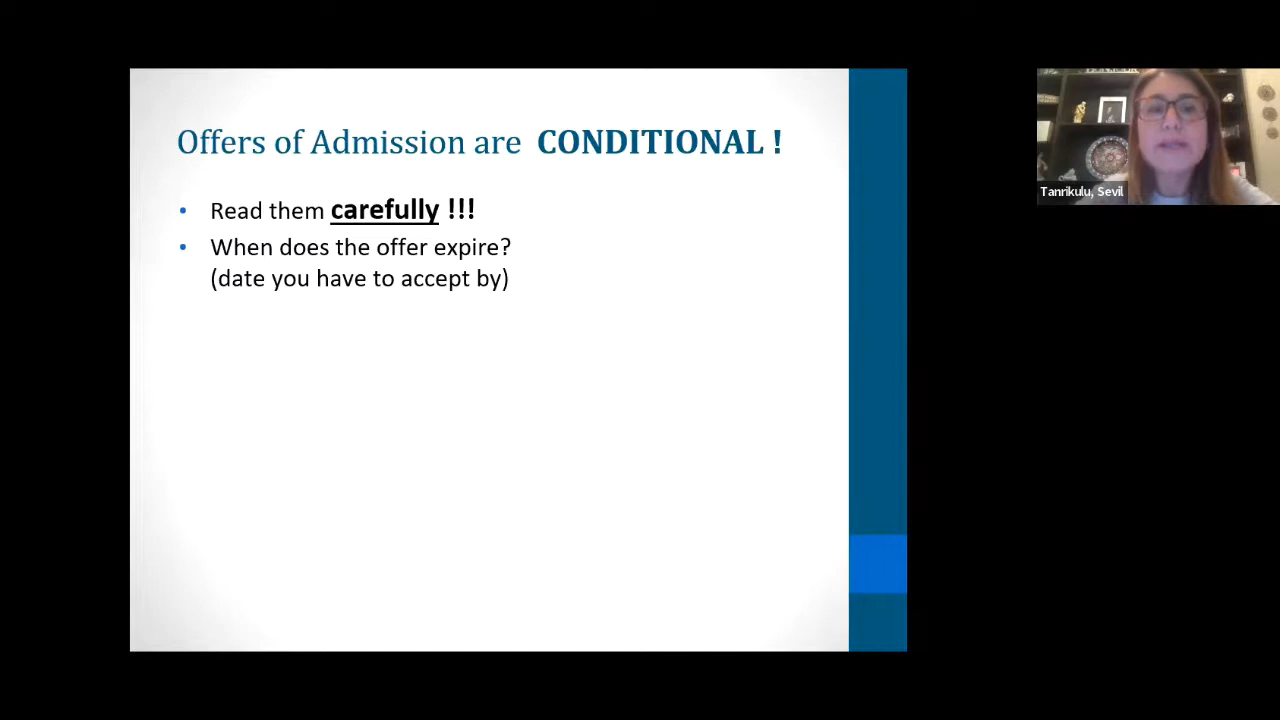 Offers of Admission are CONDITIONAL !
• Read them carefully !!!
• When does the offer expire?
(date you have to accept by)
Tanrikulu, Sevil